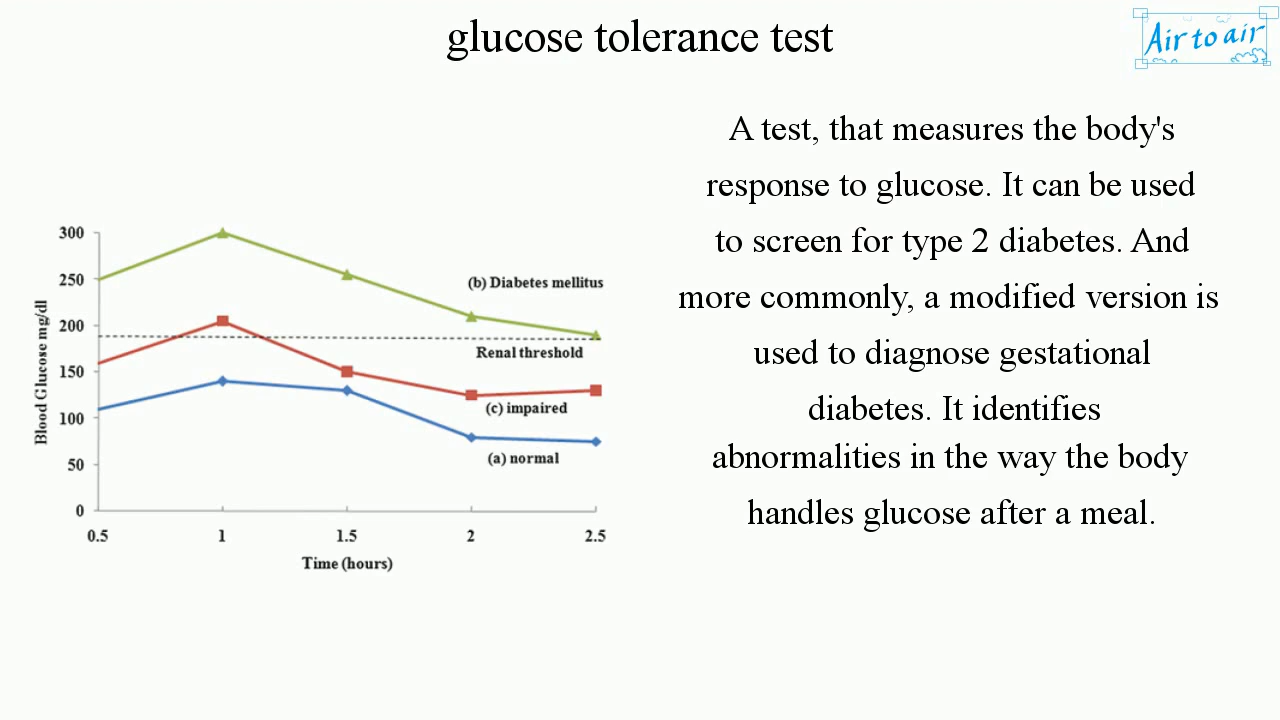 glucose tolerance test
Air to air
A test, that measures the body's
response to glucose. It can be used
to screen for type 2 diabetes. And
more commonly, a modified version is
used to diagnose gestational
diabetes. It identifies
abnormalities in the way the body
handles glucose after a meal.
Blood Glucose mg/dl
300
250
200
150
100
50
0
(b) Diabetes mellitus
Renal threshold
(c) impaired
(a) normal
0.5 1 1.5 2 2.5
Time (hours)